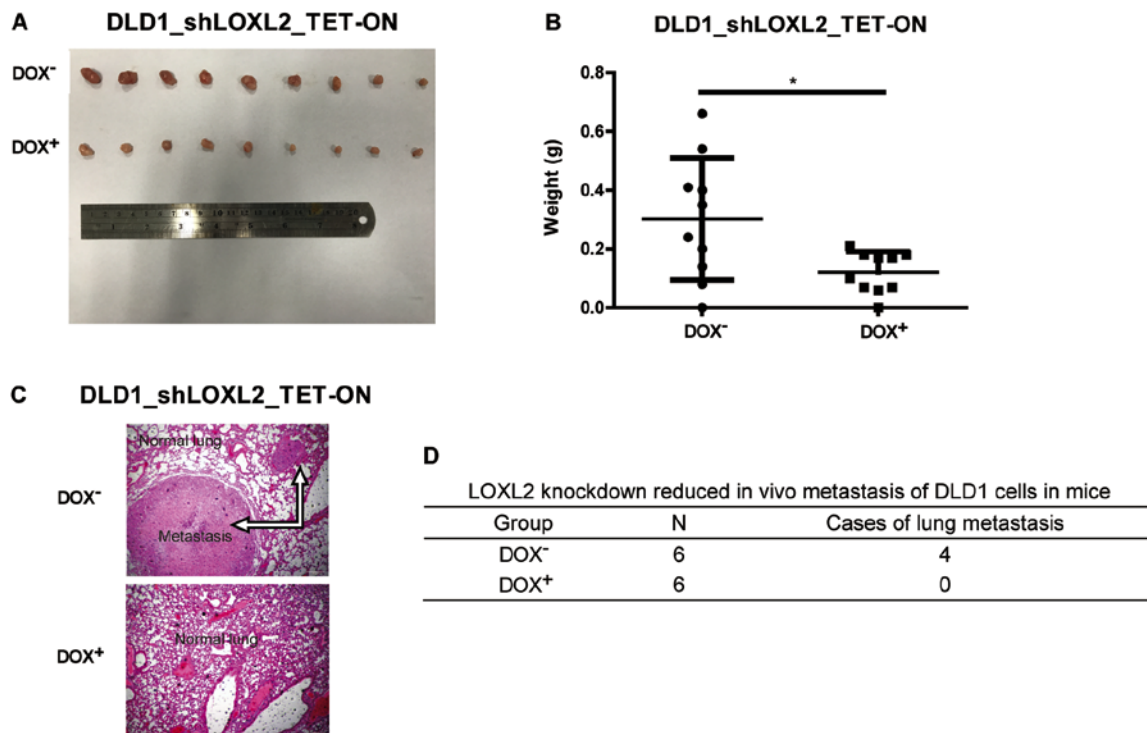 A
DLD1_shLOXL2_TET-ON
DOX⁻
DOX⁺
B
DLD1_shLOXL2_TET-ON
*
Weight (g)
0.8
0.6
0.4
0.2
0.0
DOX⁻
DOX⁺
C
DLD1_shLOXL2_TET-ON
DOX⁻
Normal lung
Metastasis
DOX⁺
Normal lung
D
LOXL2 knockdown reduced in vivo metastasis of DLD1 cells in mice
Group N Cases of lung metastasis
DOX⁻ 6 4
DOX⁺ 6 0